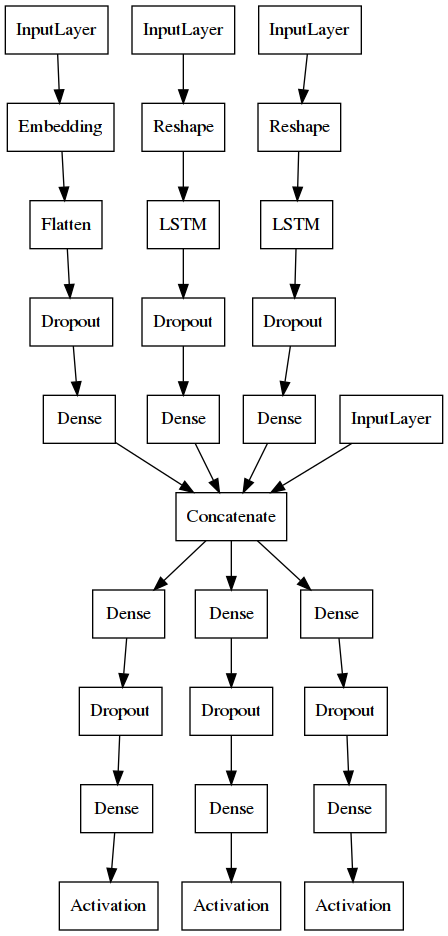 InputLayer InputLayer InputLayer
Embedding Reshape Reshape
Flatten LSTM LSTM
Dropout Dropout Dropout
Dense Dense Dense InputLayer
Concatenate
Dense Dense Dense
Dropout Dropout Dropout
Dense Dense Dense
Activation Activation Activation